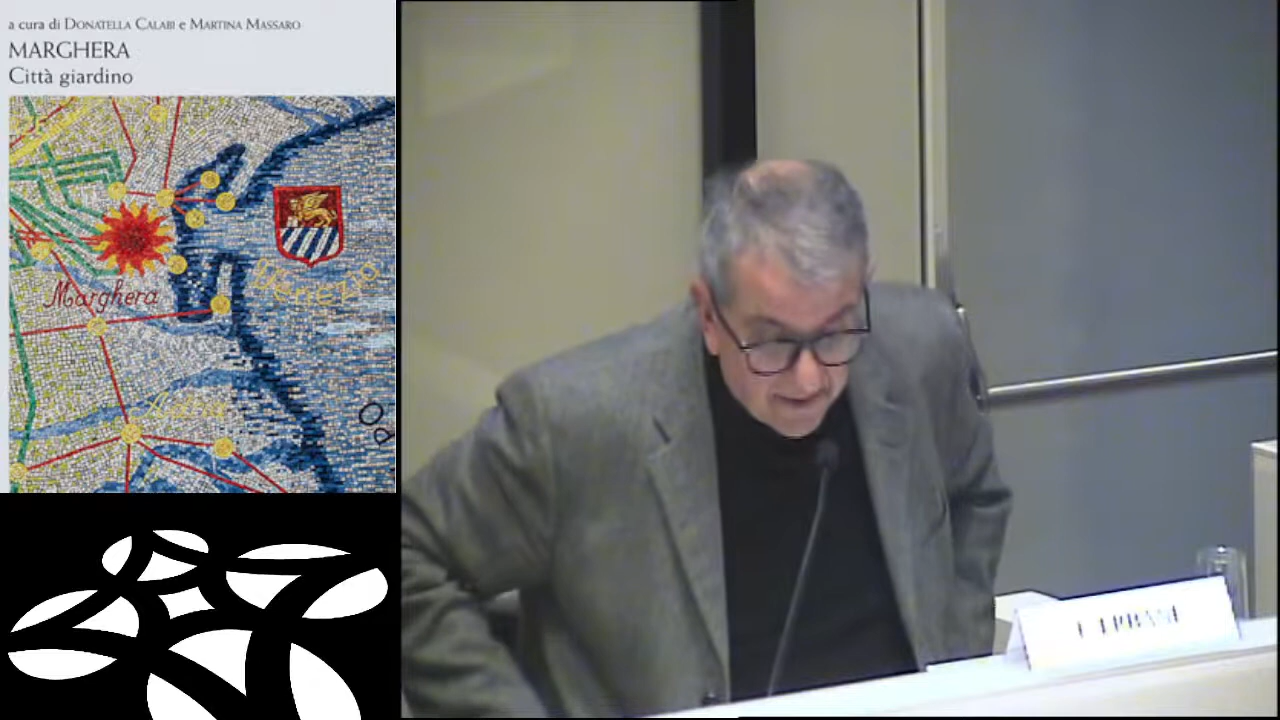 a cura di DONATELLA CALABI e MARTINA MASSARO
MARGHERA
Città giardino
Marghera
Venezia